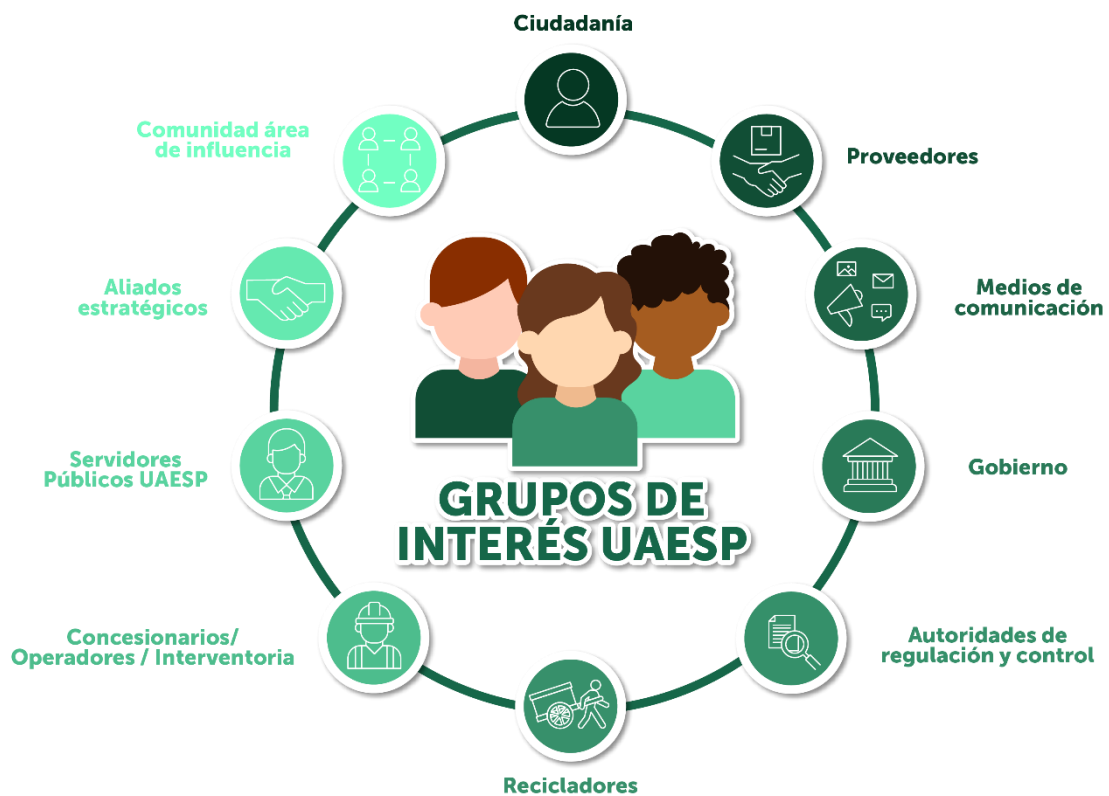 Ciudadanía
Proveedores
Medios de
comunicación
Gobierno
Autoridades de
regulación y control
Recicladores
Concesionarios/
Operadores / Interventoria
Servidores
Públicos UAESP
Aliados
estratégicos
Comunidad área
de influencia
GRUPOS DE
INTERÉS UAESP